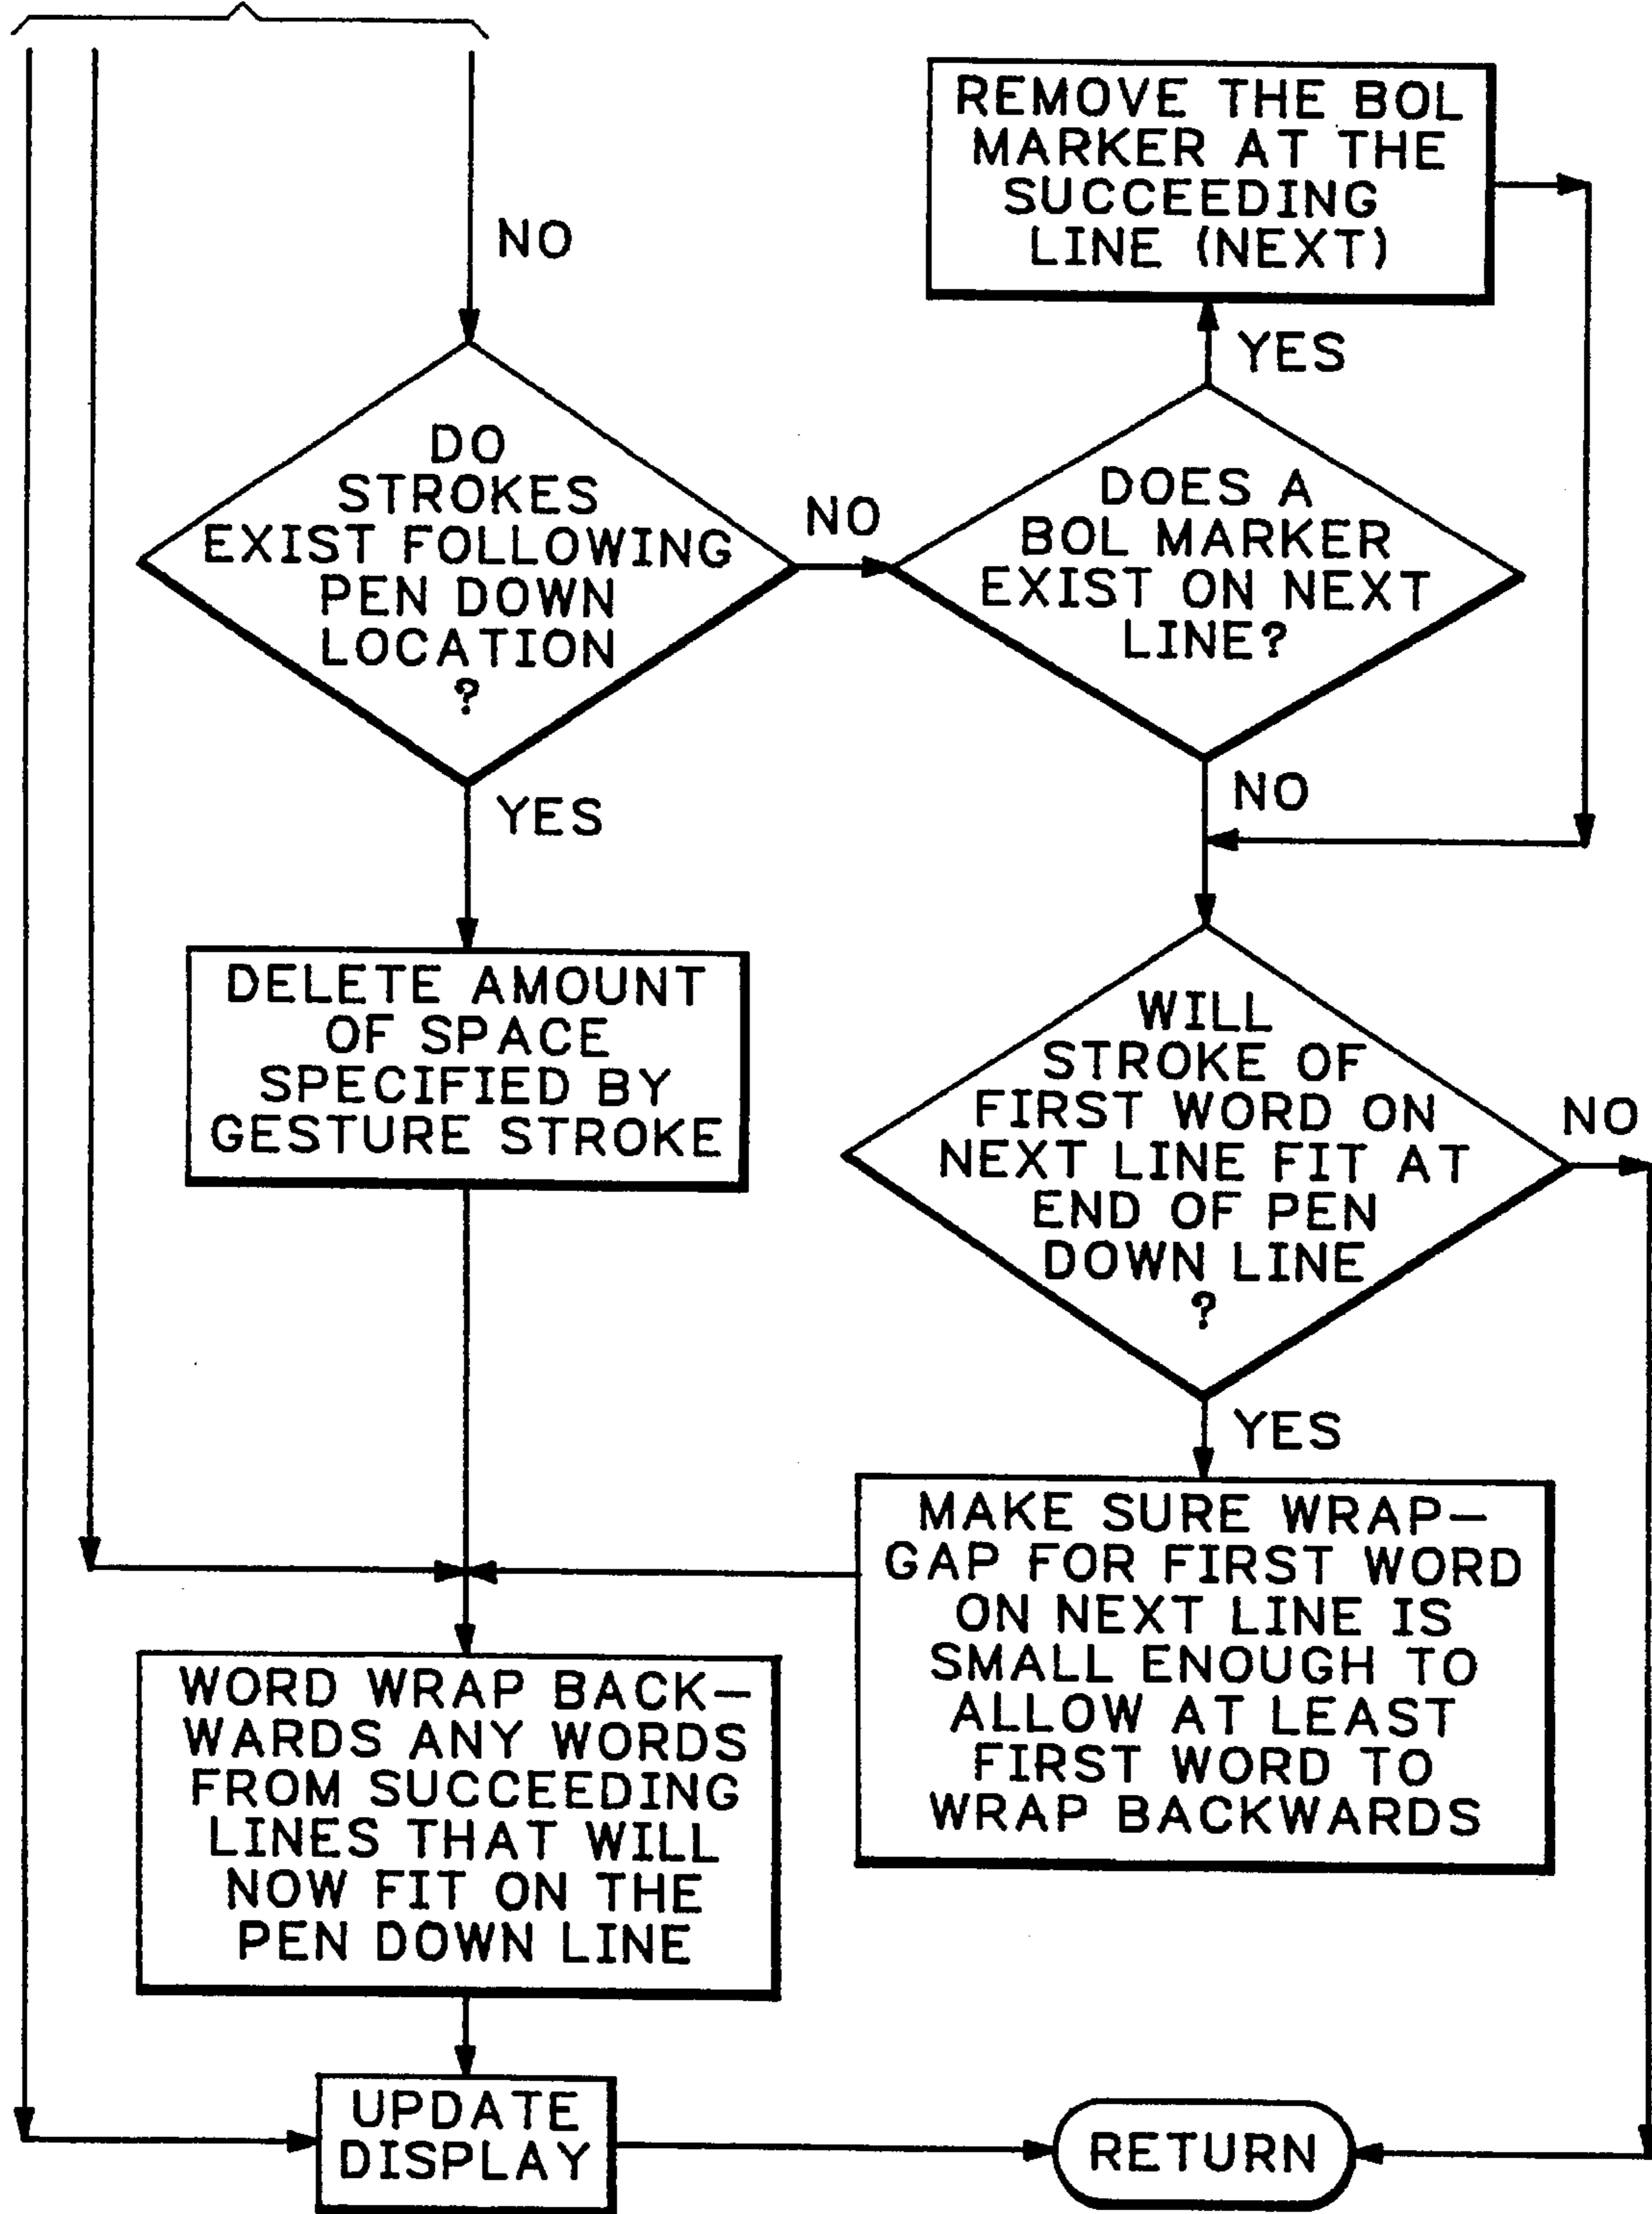 NO
DO
STROKES
EXIST FOLLOWING
PEN DOWN
LOCATION
?
NO
YES
REMOVE THE BOL
MARKER AT THE
SUCCEEDING
LINE (NEXT)
YES
DOES A
BOL MARKER
EXIST ON NEXT
LINE?
NO
DELETE AMOUNT
OF SPACE
SPECIFIED BY
GESTURE STROKE
WILL
STROKE OF
FIRST WORD ON
NEXT LINE FIT AT
END OF PEN
DOWN LINE
?
NO
YES
MAKE SURE WRAP-
GAP FOR FIRST WORD
ON NEXT LINE IS
SMALL ENOUGH TO
ALLOW AT LEAST
FIRST WORD TO
WRAP BACKWARDS
WORD WRAP BACK-
WARDS ANY WORDS
FROM SUCCEEDING
LINES THAT WILL
NOW FIT ON THE
PEN DOWN LINE
UPDATE
DISPLAY
RETURN